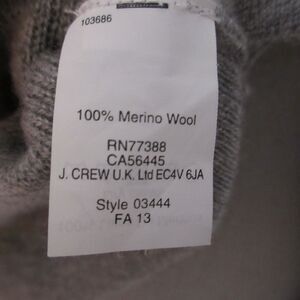 103686
100% Merino Wool
RN77388
CA56445
J. CREW U.K. Ltd EC4V 6JA
Style 03444
FA 13